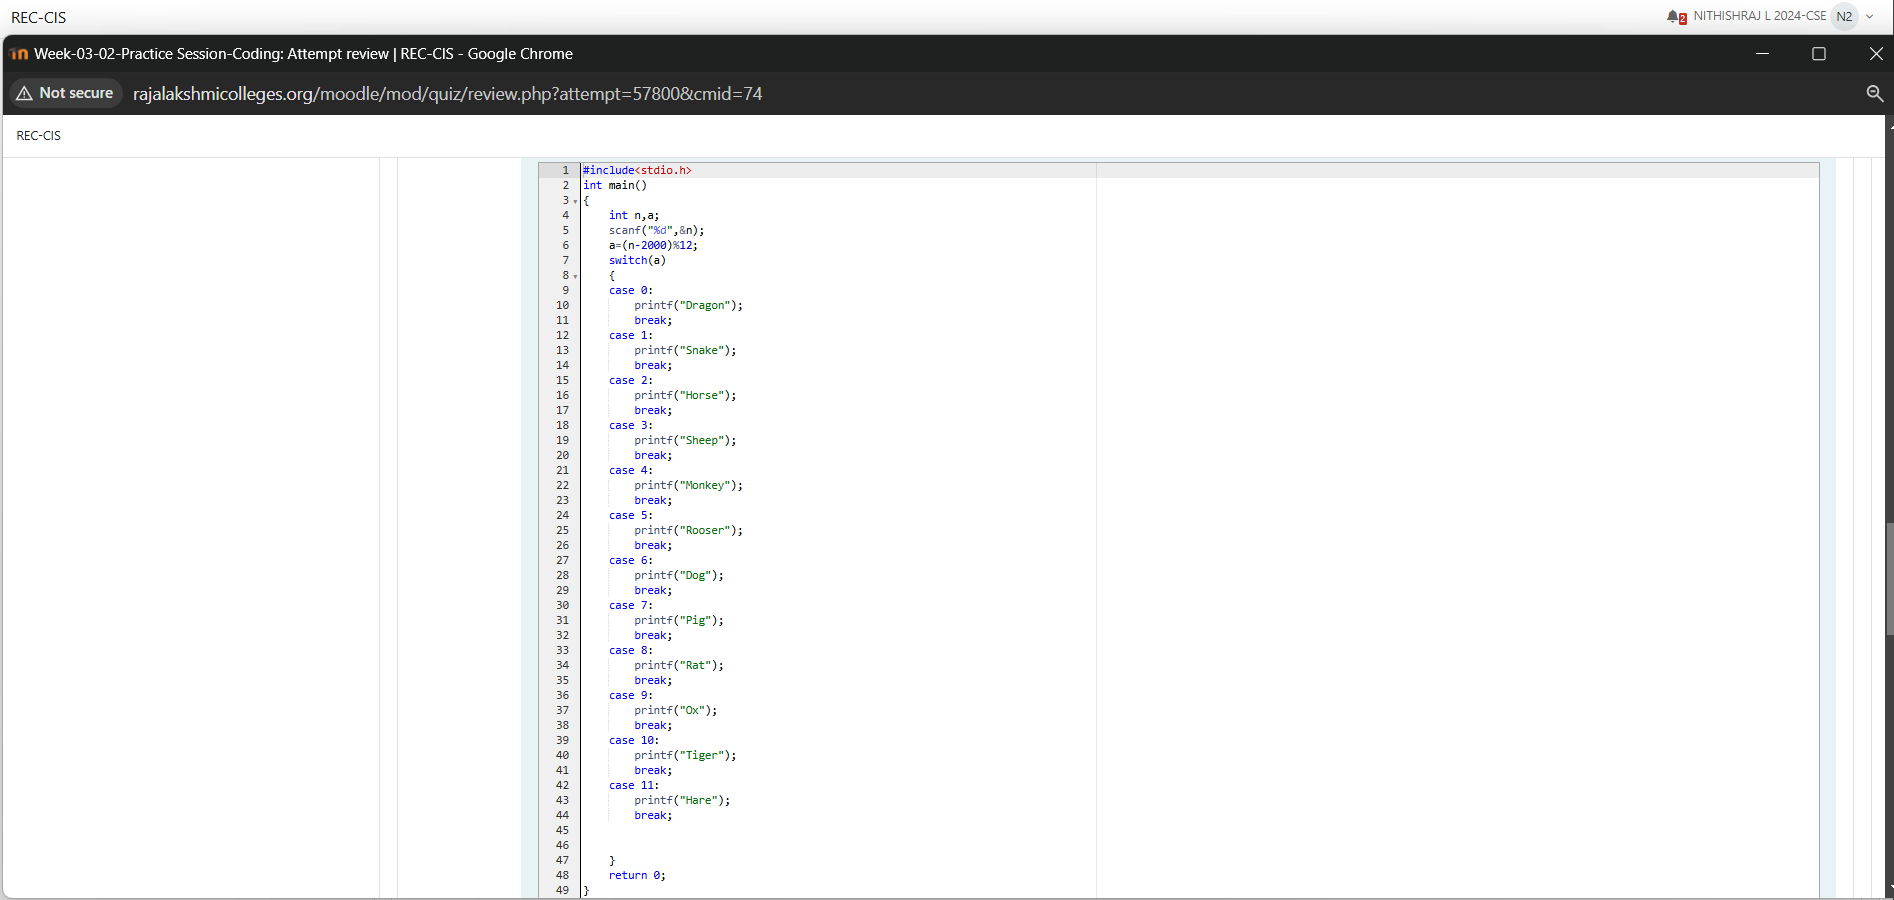 REC-CIS
2 NITHISHRAJ L 2024-CSE N2
Week-03-02-Practice Session-Coding: Attempt review | REC-CIS - Google Chrome
Not secure rajalakshmicolleges.org/moodle/mod/quiz/review.php?attempt=57800&cmid=74
REC-CIS
1 #include<stdio.h>
2 int main()
3 {
4 int n,a;
5 scanf("%d",&n);
6 a=(n-2000)%12;
7 switch(a)
8 {
9 case 0:
10 printf("Dragon");
11 break;
12 case 1:
13 printf("Snake");
14 break;
15 case 2:
16 printf("Horse");
17 break;
18 case 3:
19 printf("Sheep");
20 break;
21 case 4:
22 printf("Monkey");
23 break;
24 case 5:
25 printf("Rooser");
26 break;
27 case 6:
28 printf("Dog");
29 break;
30 case 7:
31 printf("Pig");
32 break;
33 case 8:
34 printf("Rat");
35 break;
36 case 9:
37 printf("Ox");
38 break;
39 case 10:
40 printf("Tiger");
41 break;
42 case 11:
43 printf("Hare");
44 break;
45
46
47 }
48 return 0;
49 }